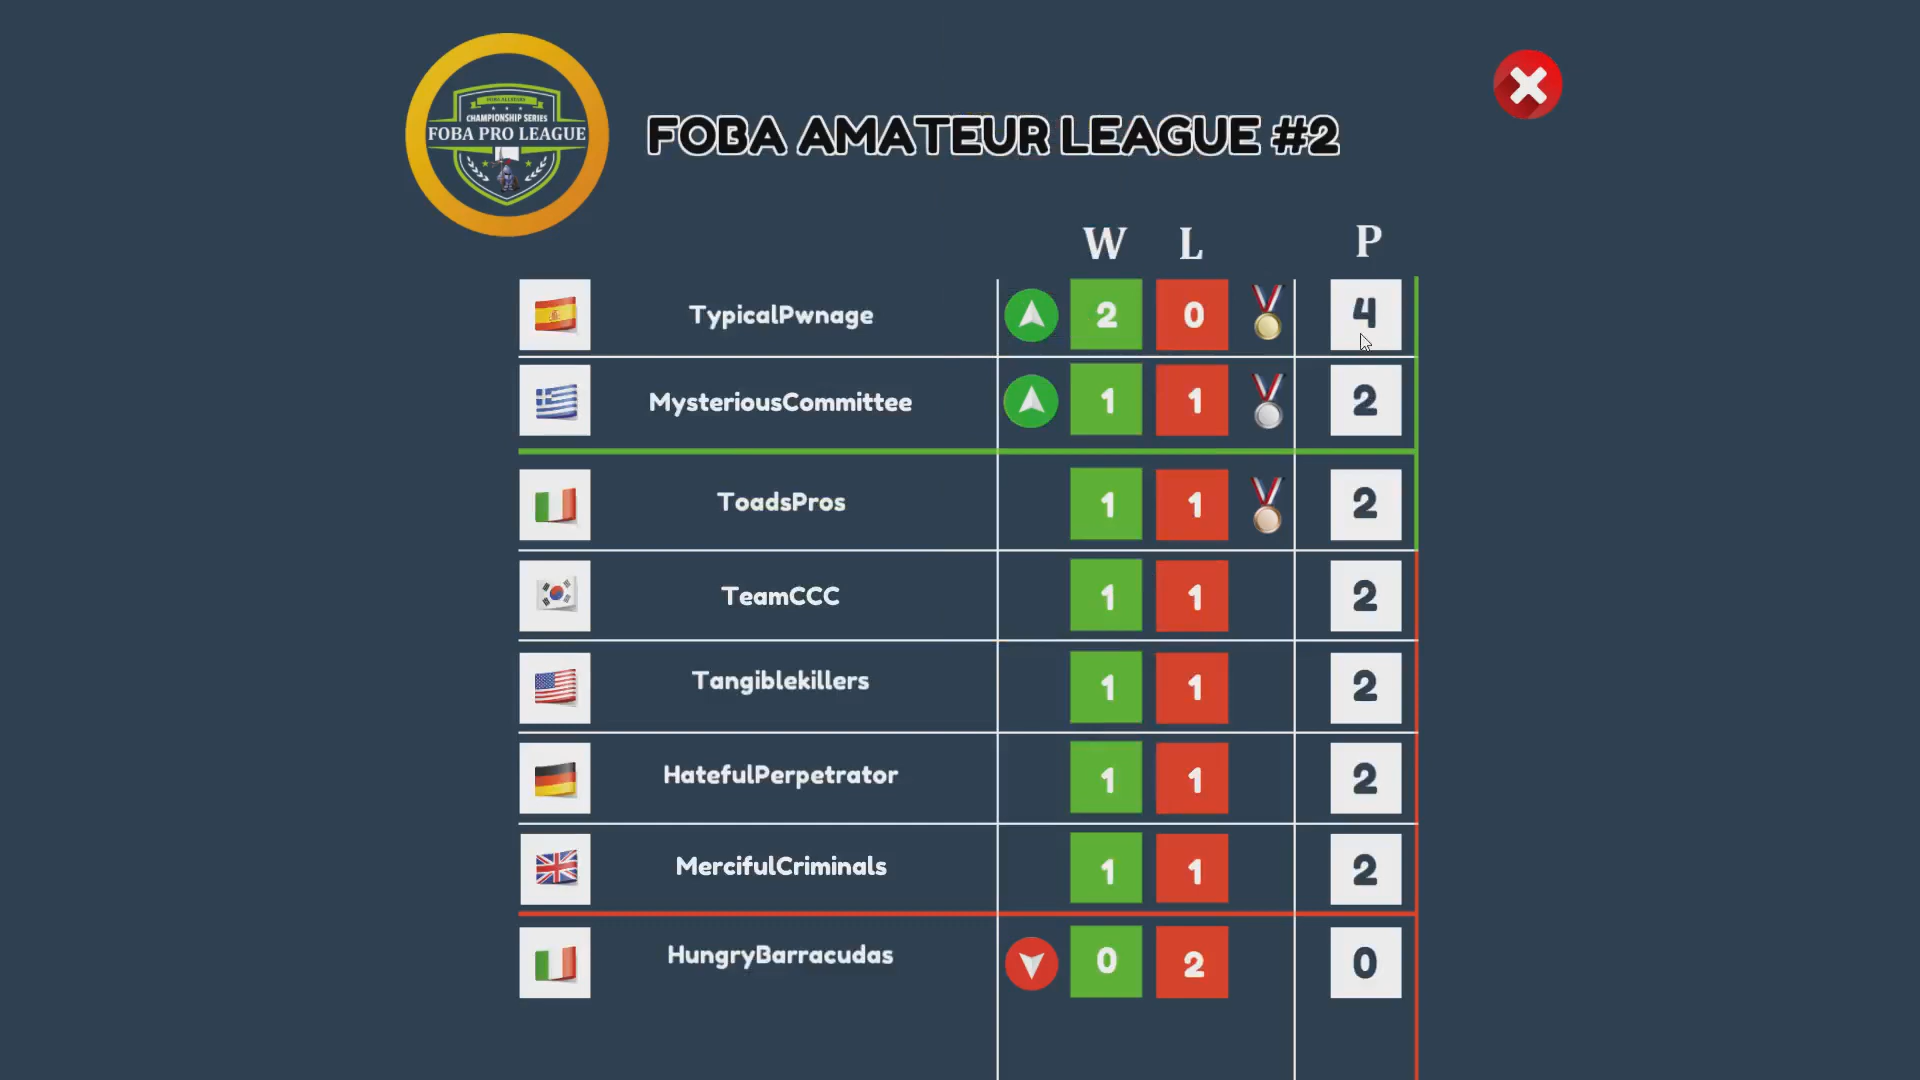 CHAMPIONSHIP SERIES
FOBA PRO LEAGUE
FOBA AMATEUR LEAGUE #2
W L P
TypicalPwnage 2 0 4
MysteriousCommittee 1 1 2
ToadsPros 1 1 2
TeamCCC 1 1 2
Tangiblekillers 1 1 2
HatefulPerpetrator 1 1 2
MercifulCriminals 1 1 2
HungryBarracudas 0 2 0